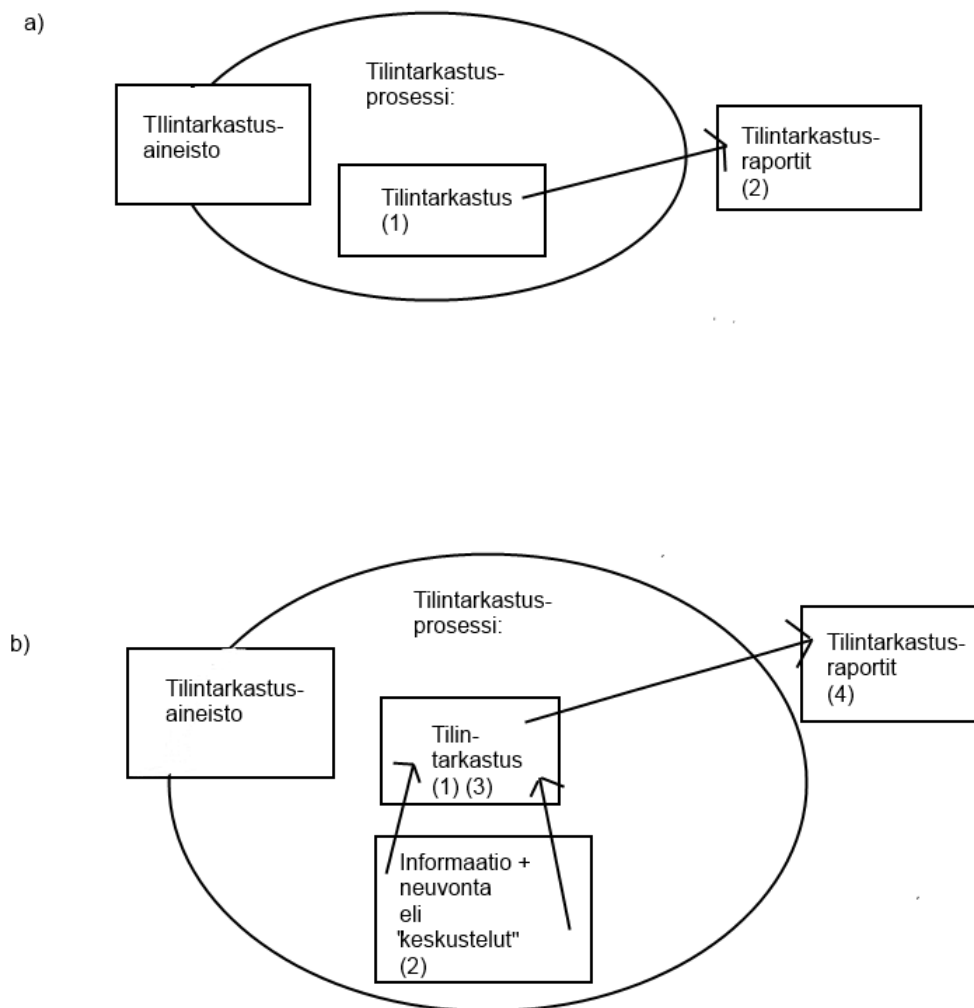 a)
Tilintarkastus-
prosessi:
TIlintarkastus-
aineisto
Tilintarkastus
(1)
Tilintarkastus-
raportit
(2)
b)
Tilintarkastus-
prosessi:
Tilintarkastus-
aineisto
Tilin-
tarkastus
(1) (3)
Tilintarkastus-
raportit
(4)
Informaatio +
neuvonta
eli
"keskustelut"
(2)